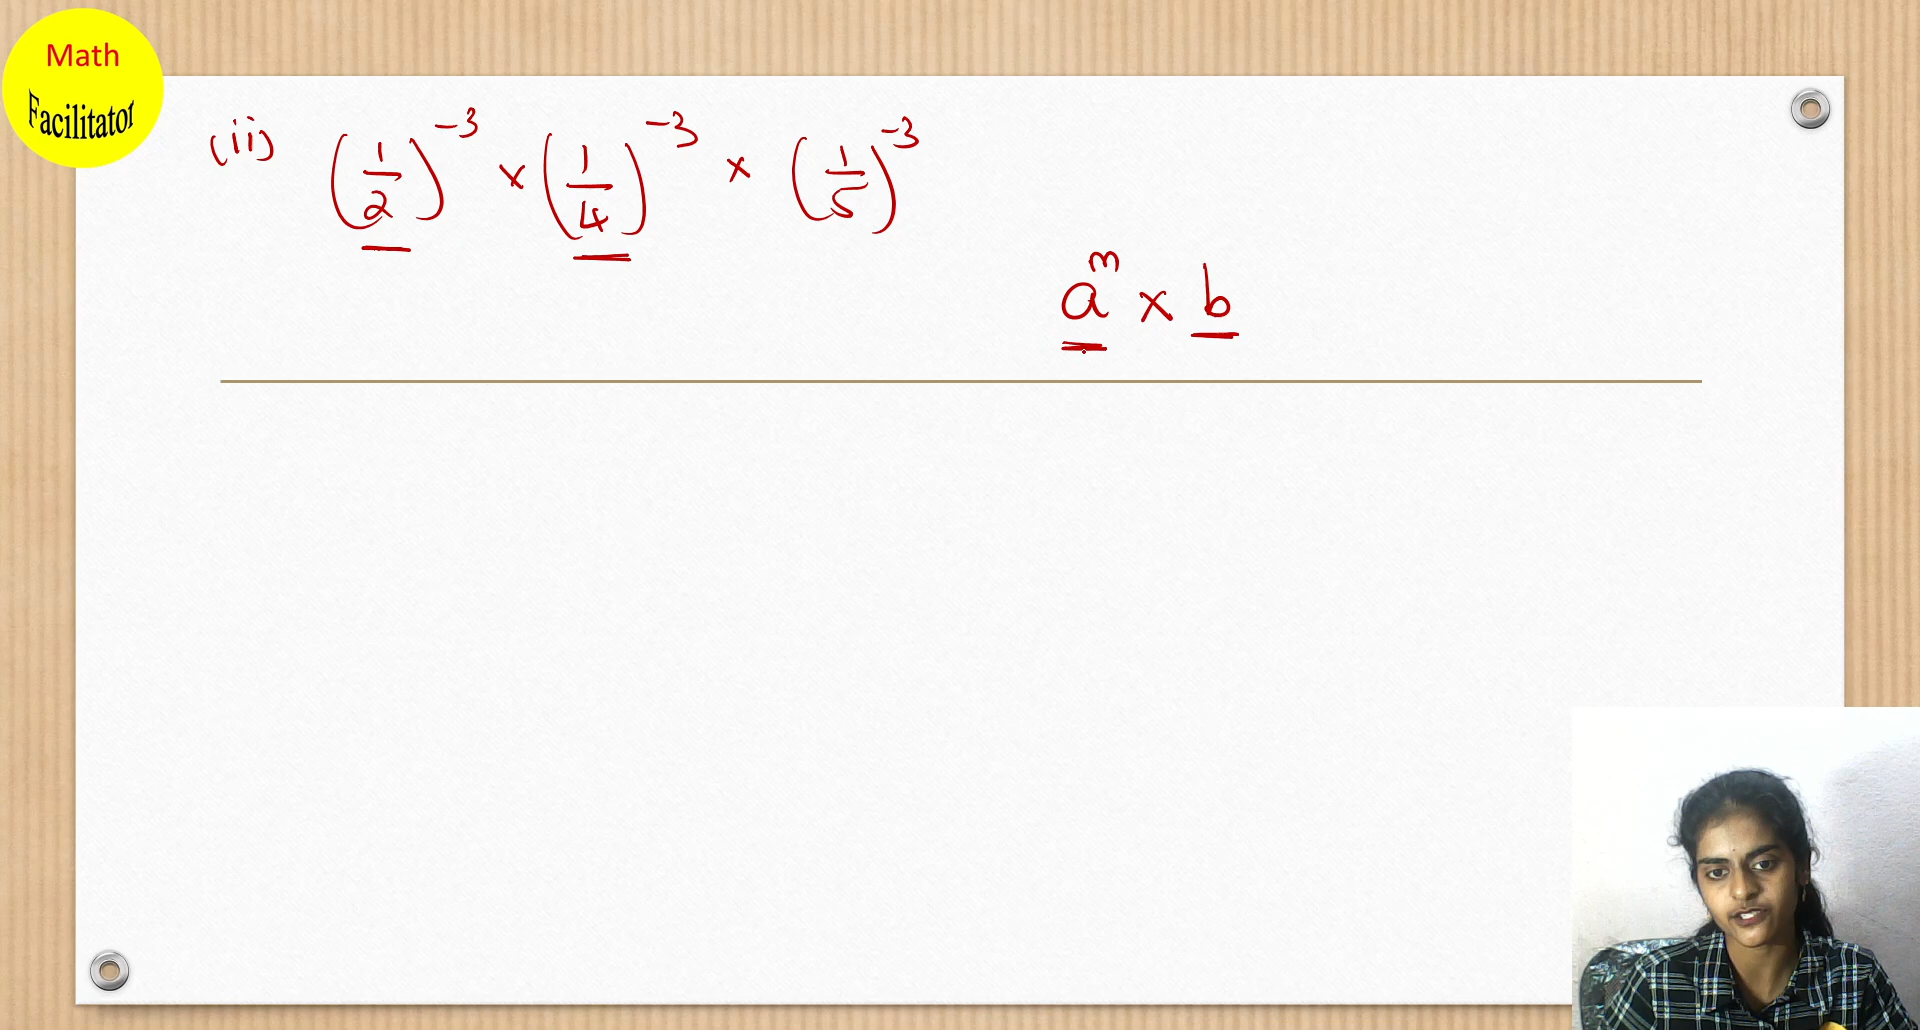 Math
Facilitator
(ii) (1/2)^-3 × (1/4)^-3 × (1/5)^-3
a^m × b